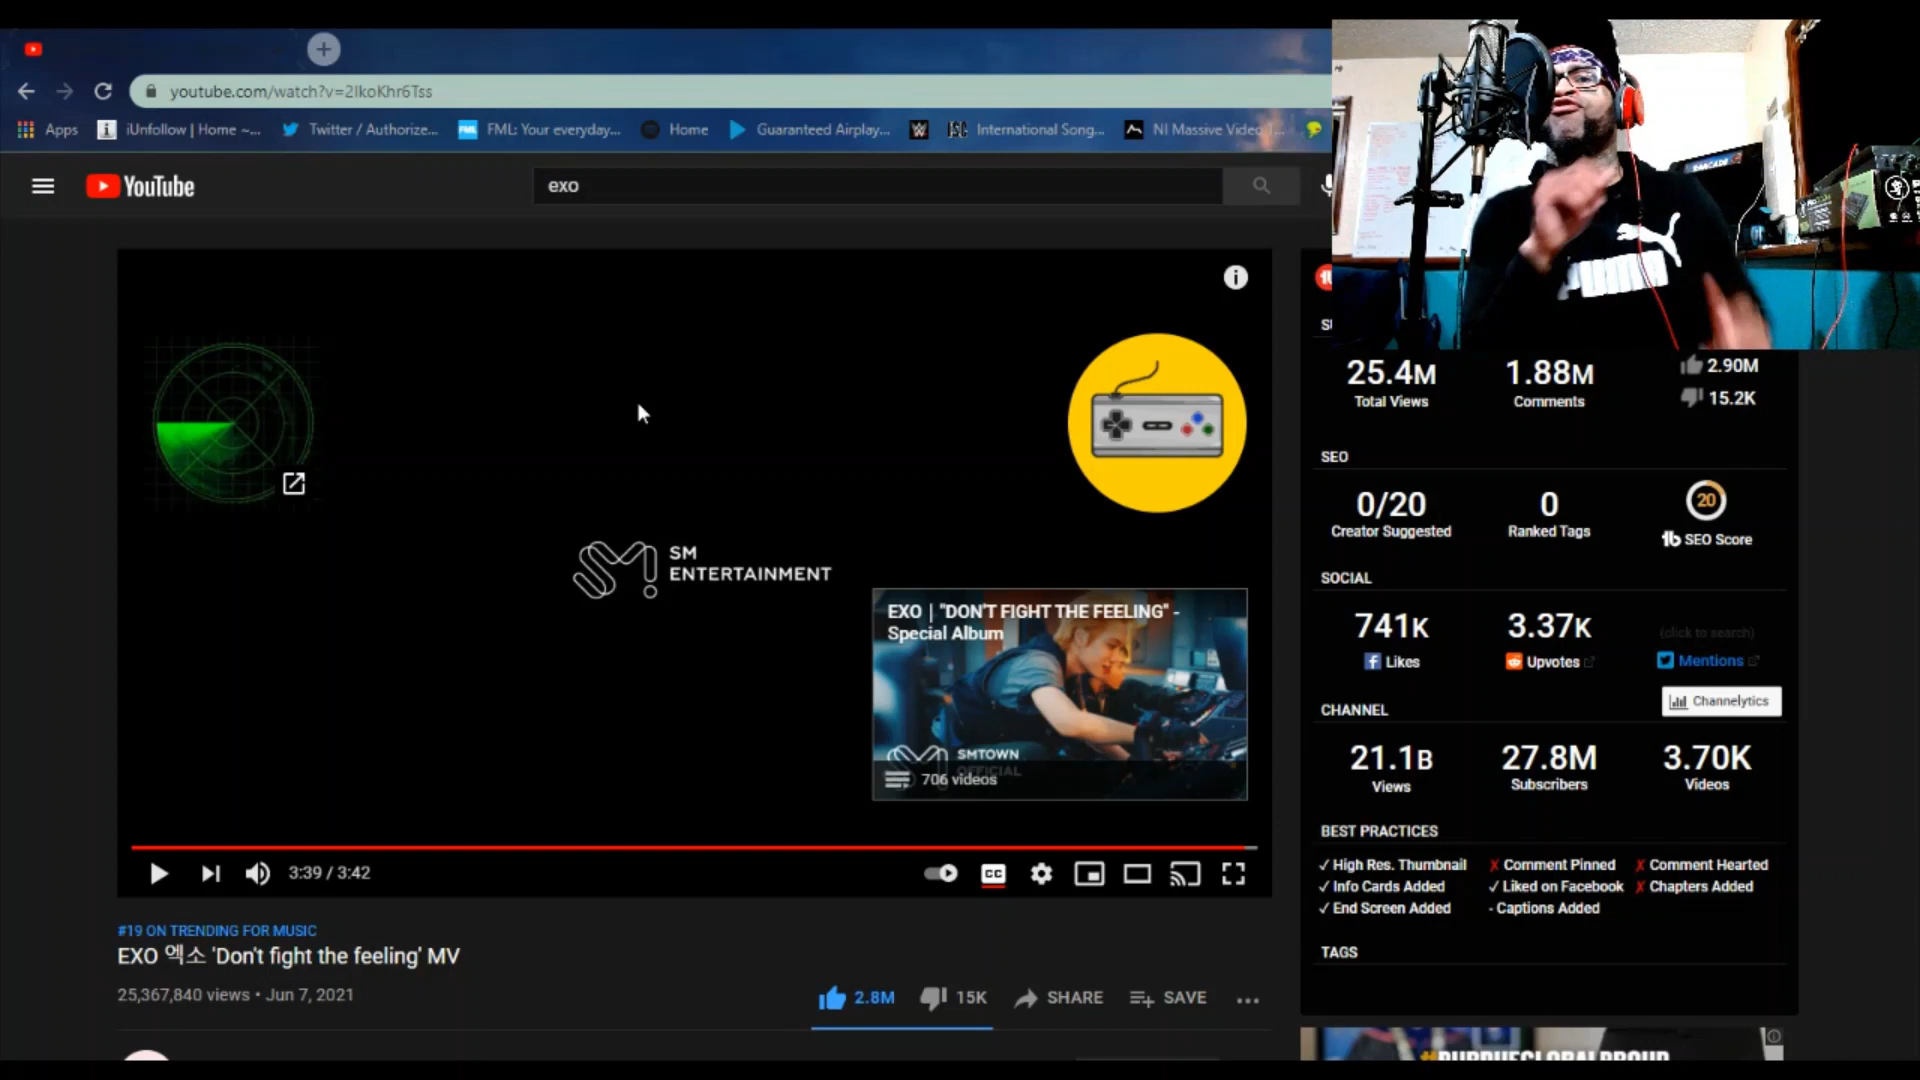 youtube.com/watch?v=2IkoKhr6Tss
Apps
iUnfollow | Home ~...
Twitter / Authorize...
FML: Your everyday...
Home
Guaranteed Airplay...
International Song...
NI Massive Video
YouTube
exo
PUMA
25.4M
1.88M
2.90M
Total Views
Comments
15.2K
SEO
0/20
0
20
Creator Suggested
Ranked Tags
SEO Score
SOCIAL
741K
3.37K
(click to search)
Likes
Upvotes
Mentions
Channelytics
CHANNEL
21.1B
27.8M
3.70K
Views
Subscribers
Videos
BEST PRACTICES
✓ High Res. Thumbnail
✗ Comment Pinned
✗ Comment Hearted
✓ Info Cards Added
✓ Liked on Facebook
✗ Chapters Added
✓ End Screen Added
- Captions Added
TAGS
SM
ENTERTAINMENT
EXO | "DON'T FIGHT THE FEELING" -
Special Album
SMTOWN
OFFICIAL
706 videos
3:39 / 3:42
CC
#19 ON TRENDING FOR MUSIC
EXO 엑소 'Don't fight the feeling' MV
25,367,840 views • Jun 7, 2021
2.8M
15K
SHARE
SAVE
#PURDUEGLOBALPROUD